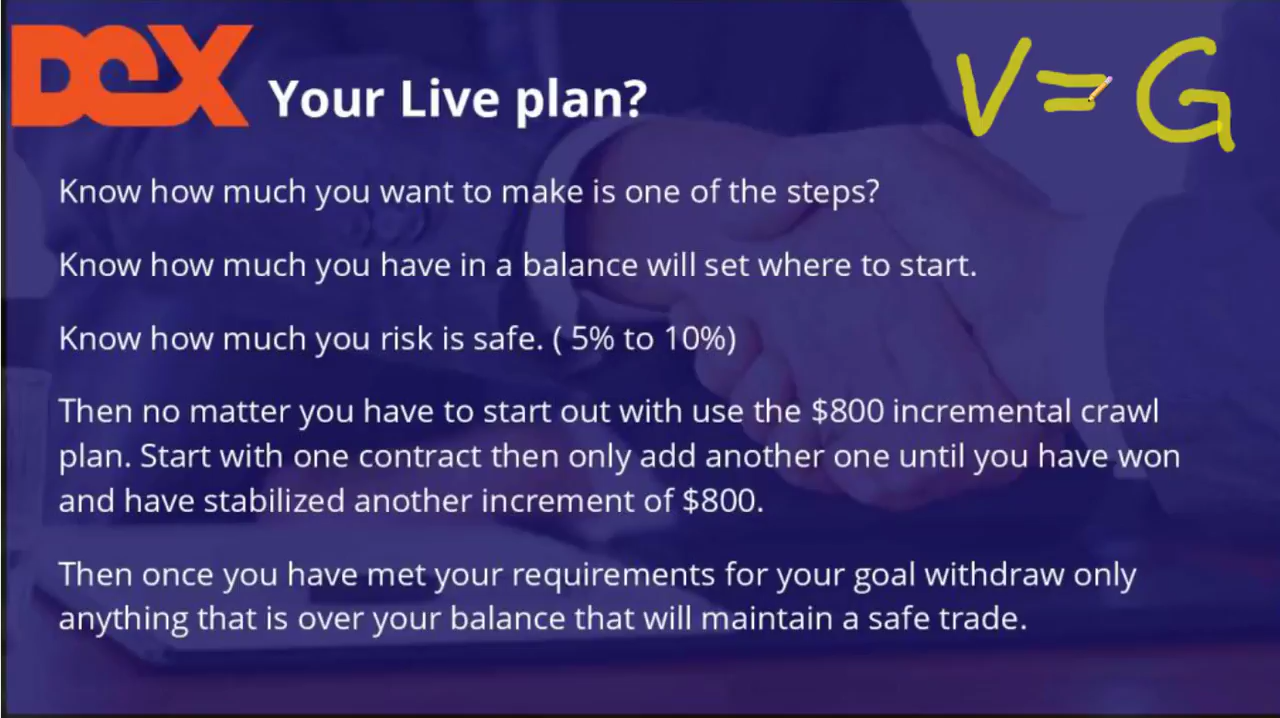 DCX
Your Live plan?
V = G
Know how much you want to make is one of the steps?
Know how much you have in a balance will set where to start.
Know how much you risk is safe. ( 5% to 10%)
Then no matter you have to start out with use the $800 incremental crawl
plan. Start with one contract then only add another one until you have won
and have stabilized another increment of $800.
Then once you have met your requirements for your goal withdraw only
anything that is over your balance that will maintain a safe trade.